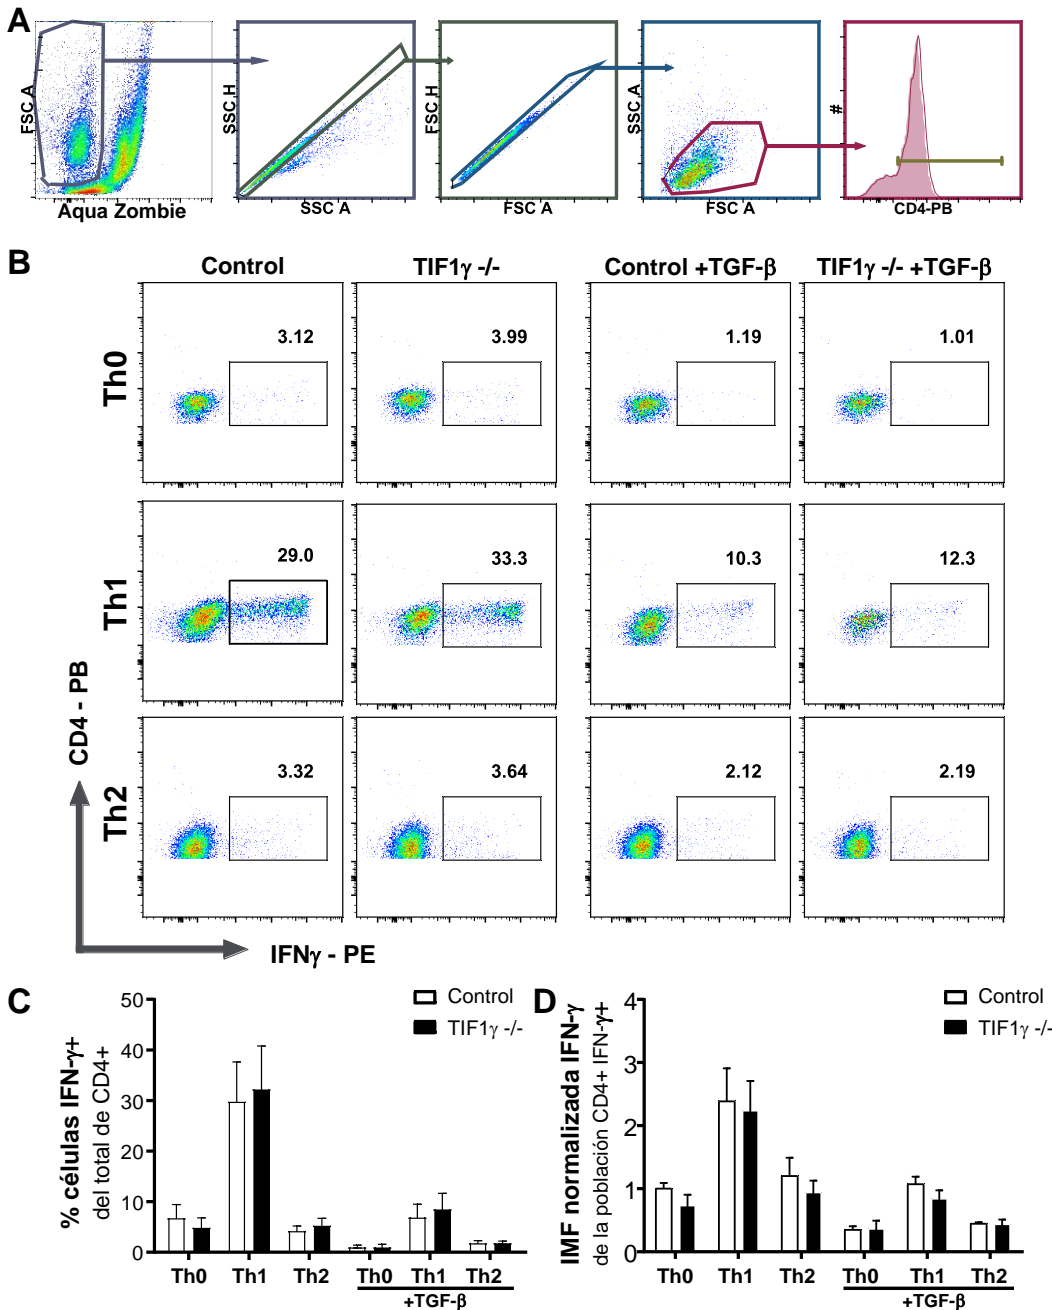 A
FSC A
Aqua Zombie
SSC H
SSC A
FSC H
FSC A
SSC A
FSC A
#
CD4-PB
B
Control
TIF1γ -/-
Control +TGF-β
TIF1γ -/- +TGF-β
Th0
3.12
3.99
1.19
1.01
Th1
29.0
33.3
10.3
12.3
Th2
3.32
3.64
2.12
2.19
CD4 - PB
IFNγ - PE
C
% células IFN-γ+
del total de CD4+
50
40
30
20
10
0
Control
TIF1γ -/-
Th0 Th1 Th2 Th0 Th1 Th2
+TGF-β
D
IMF normalizada IFN-γ
de la población CD4+ IFN-γ+
4
3
2
1
0
Control
TIF1γ -/-
Th0 Th1 Th2 Th0 Th1 Th2
+TGF-β